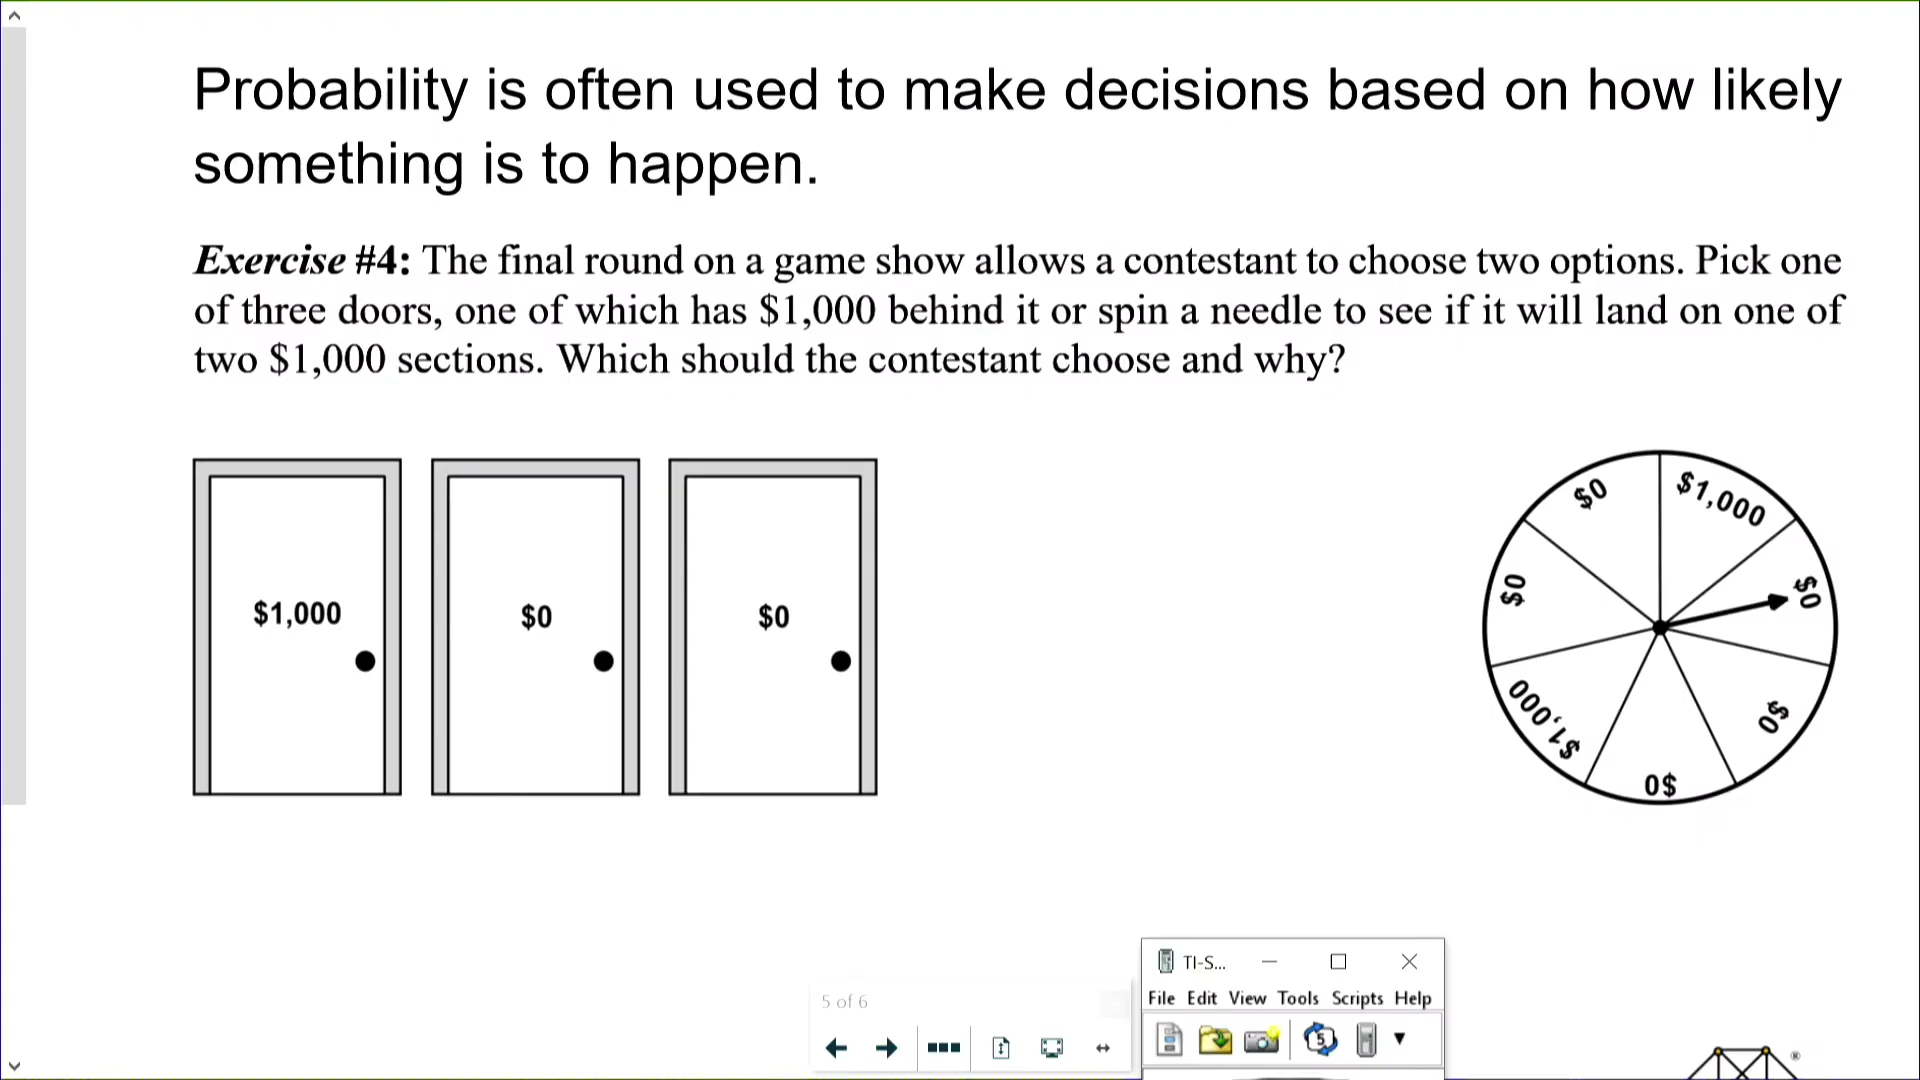 Probability is often used to make decisions based on how likely
something is to happen.
Exercise #4: The final round on a game show allows a contestant to choose two options. Pick one
of three doors, one of which has $1,000 behind it or spin a needle to see if it will land on one of
two $1,000 sections. Which should the contestant choose and why?
$1,000
$0
$0
$0
$1,000
$0
$0
$1,000
$0
$0
5 of 6
TI-S...
File Edit View Tools Scripts Help
5
®